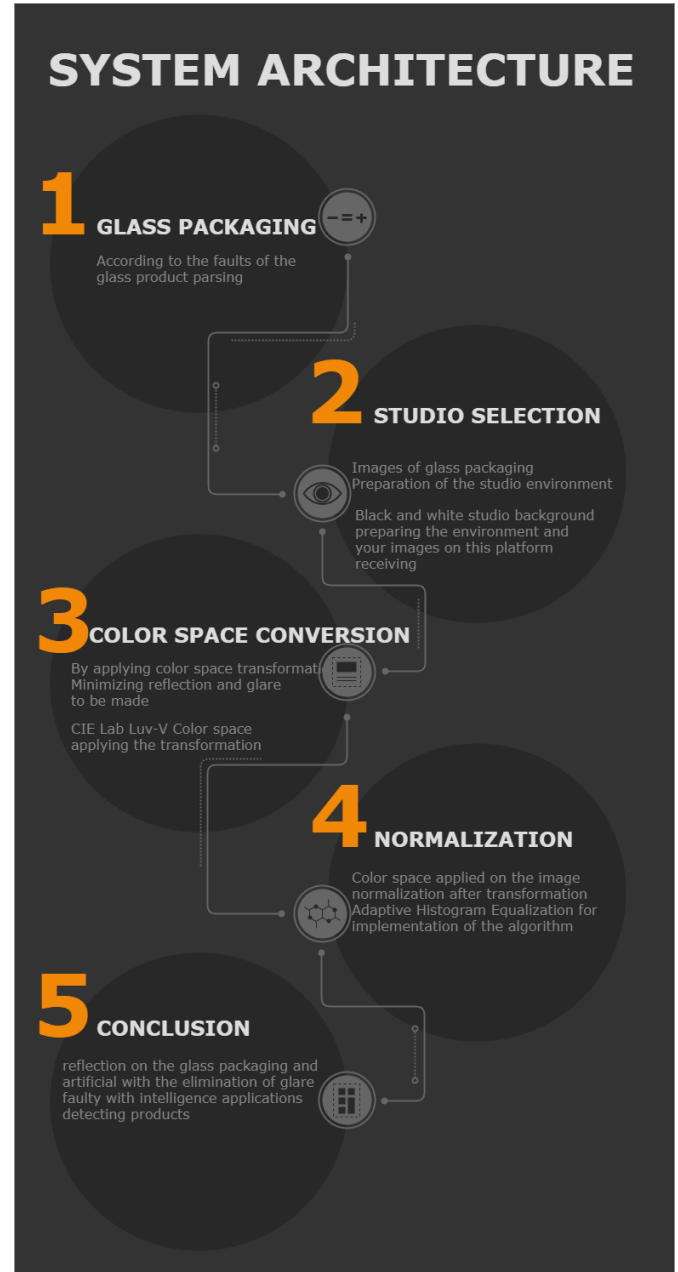 SYSTEM ARCHITECTURE
1
GLASS PACKAGING
According to the faults of the
glass product parsing
2
STUDIO SELECTION
Images of glass packaging
Preparation of the studio environment
Black and white studio background
preparing the environment and
your images on this platform
receiving
3
COLOR SPACE CONVERSION
By applying color space transformati
Minimizing reflection and glare
to be made
CIE Lab Luv-V Color space
applying the transformation
4
NORMALIZATION
Color space applied on the image
normalization after transformation
Adaptive Histogram Equalization for
implementation of the algorithm
5
CONCLUSION
reflection on the glass packaging and
artificial with the elimination of glare
faulty with intelligence applications
detecting products